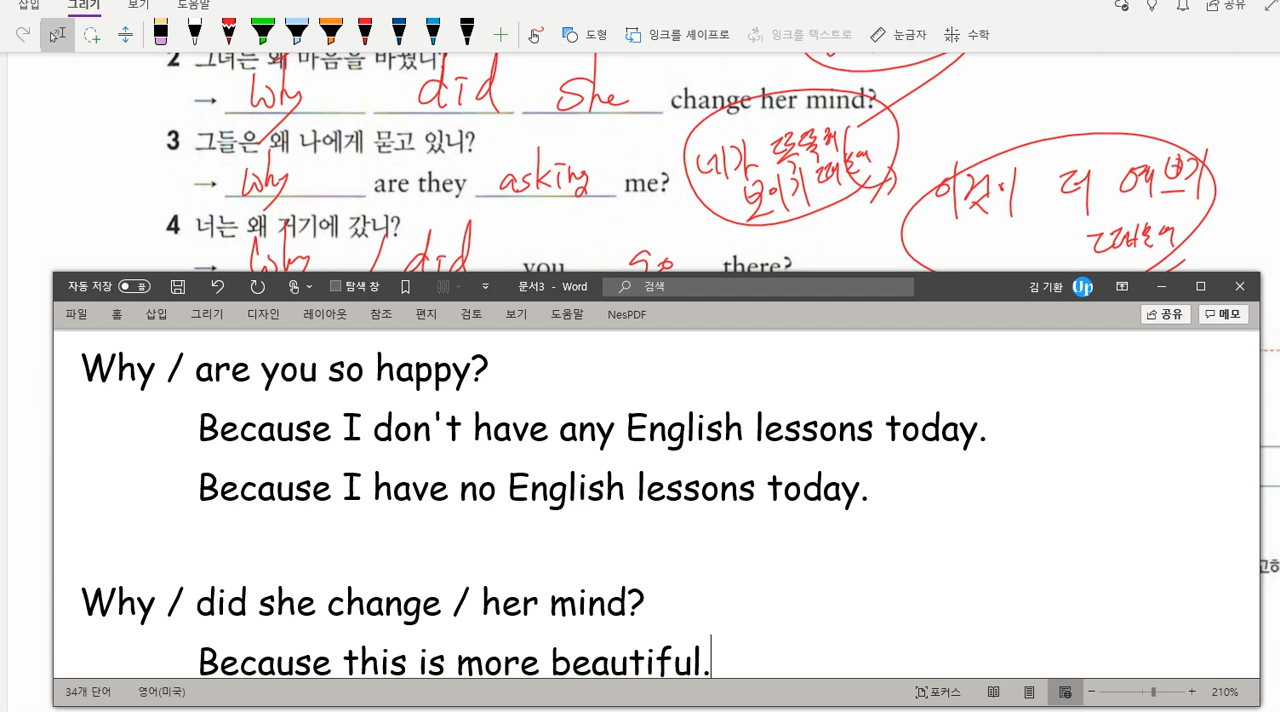 삽입 그리기 보기 도움말 공유
도형 잉크를 셰이프로 잉크를 텍스트로 눈금자 수학
2 그녀는 왜 마음을 바꿨니?
→ Why did she change her mind?
3 그들은 왜 나에게 묻고 있니?
→ Why are they asking me?
네가 똑똑해
보이기 때문에
이것이 더 예쁘기
때문에
4 너는 왜 거기에 갔니?
→ Why / did you go there?
자동 저장 끔 탐색 창 문서3 - Word 검색 김 기환 Up
파일 홈 삽입 그리기 디자인 레이아웃 참조 편지 검토 보기 도움말 NesPDF 공유 메모
Why / are you so happy?
Because I don't have any English lessons today.
Because I have no English lessons today.
Why / did she change / her mind?
Because this is more beautiful.
34개 단어 영어(미국) 포커스 210%